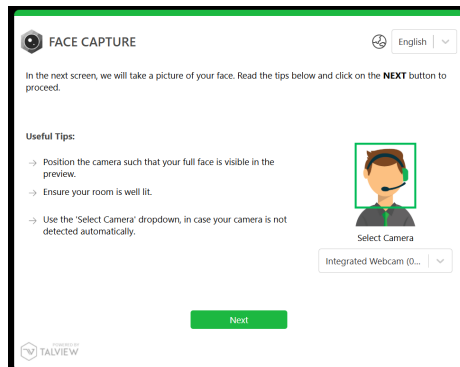 FACE CAPTURE
English
In the next screen, we will take a picture of your face. Read the tips below and click on the NEXT button to
proceed.
Useful Tips:
Position the camera such that your full face is visible in the
preview.
Ensure your room is well lit.
Use the 'Select Camera' dropdown, in case your camera is not
detected automatically.
Select Camera
Integrated Webcam (0...
Next
POWERED BY
TALVIEW